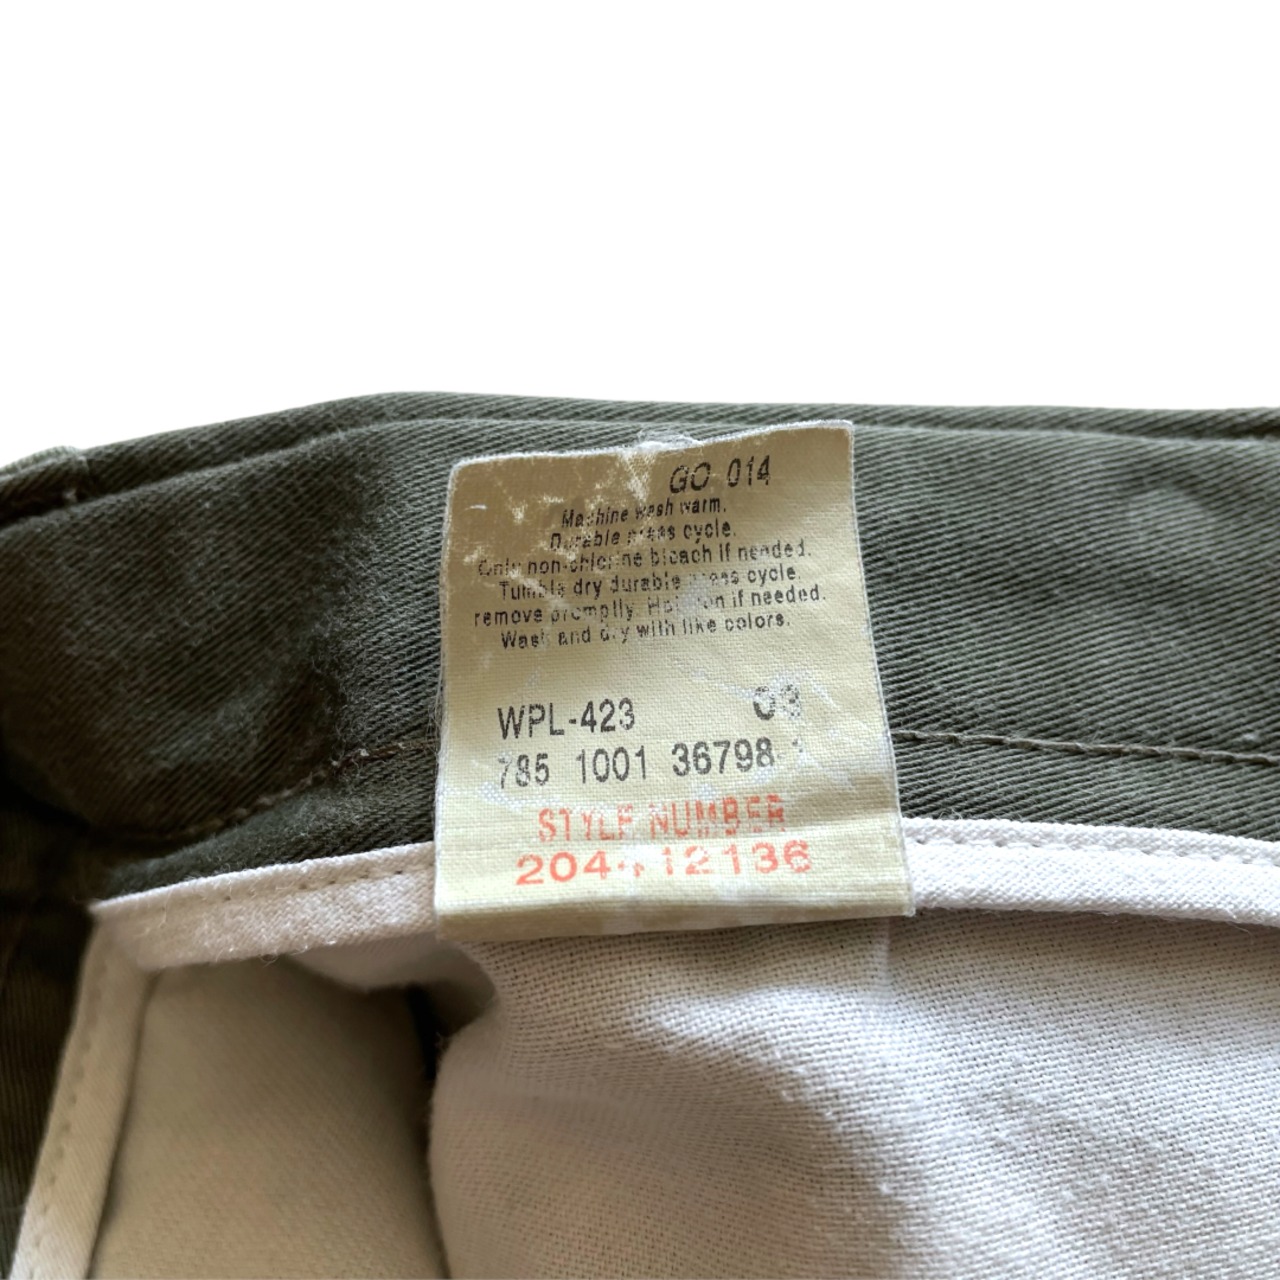 GO 014
Machine wash warm.
Durable press cycle.
Only non-chlorine bleach if needed.
Tumble dry durable press cycle,
remove promptly. Hot iron if needed.
Wash and dry with like colors.
WPL-423 03
785 1001 36798
STYLE NUMBER